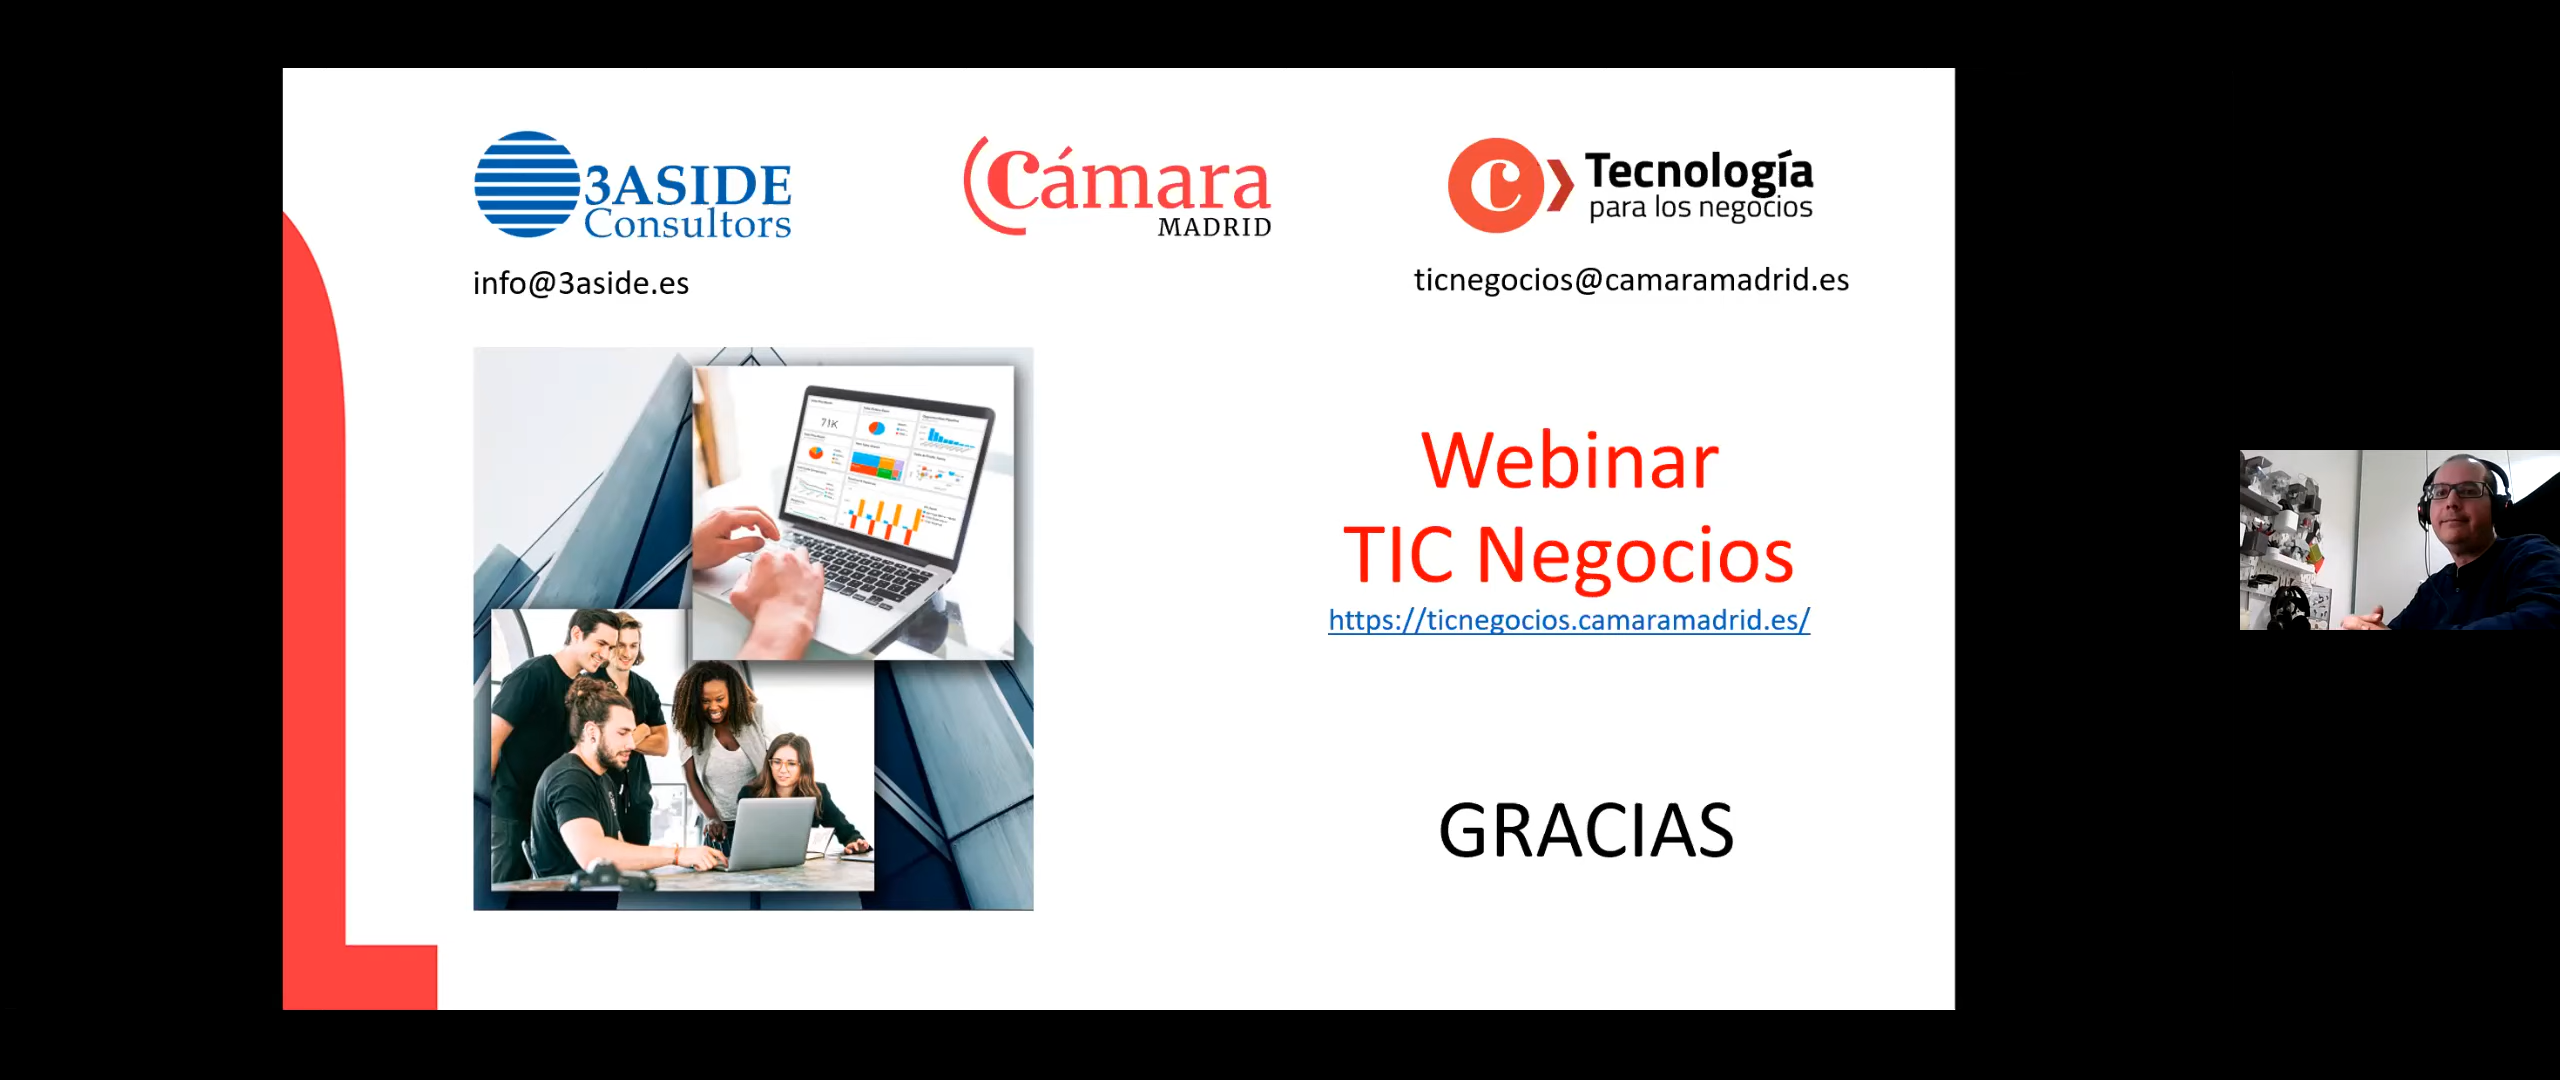 3ASIDE
Consultors
info@3aside.es
cámara
MADRID
c Tecnología
para los negocios
ticnegocios@camaramadrid.es
71K
Webinar
TIC Negocios
https://ticnegocios.camaramadrid.es/
GRACIAS